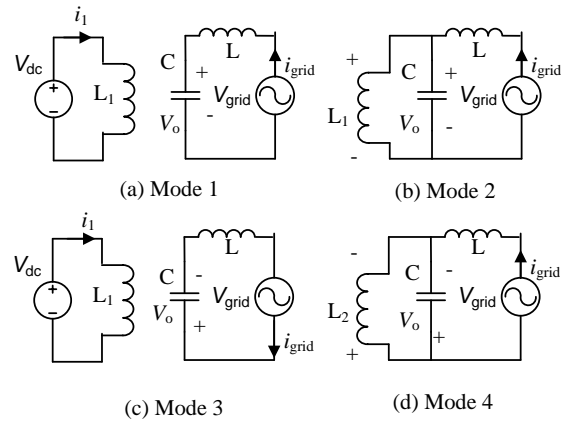 i1
Vdc
+
−
L1
C
+
Vo
-
L
igrid
Vgrid
(a) Mode 1
+
L1
-
C
+
Vo
-
L
igrid
Vgrid
(b) Mode 2
i1
Vdc
+
−
L1
C
-
Vo
+
L
Vgrid
igrid
(c) Mode 3
-
L2
+
C
-
Vo
+
L
igrid
Vgrid
(d) Mode 4